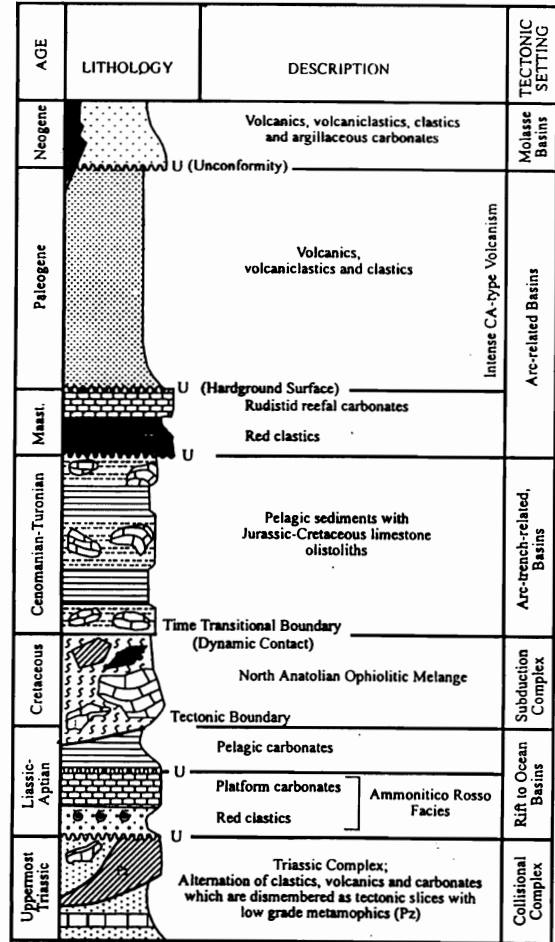 AGE
LITHOLOGY
DESCRIPTION
TECTONIC
SETTING
Neogene
Volcanics, volcaniclastics, clastics
and argillaceous carbonates
Molasse
Basins
U (Unconformity)
Paleogene
Volcanics,
volcaniclastics and clastics
Intense CA-type Volcanism
Arc-related Basins
U (Hardground Surface)
Maast.
Rudistid reefal carbonates
Red clastics
U
Cenomanian-Turonian
Pelagic sediments with
Jurassic-Cretaceous limestone
olistoliths
Arc-trench-related,
Basins
Time Transitional Boundary
(Dynamic Contact)
Cretaceous
North Anatolian Ophiolitic Melange
Subduction
Complex
Tectonic Boundary
Liassic-
Aptian
Pelagic carbonates
U
Platform carbonates
Red clastics
Ammonitico Rosso
Facies
Rift to Ocean
Basins
U
Uppermost
Triassic
Triassic Complex;
Alternation of clastics, volcanics and carbonates
which are dismembered as tectonic slices with
low grade metamophics (Pz)
Collisional
Complex